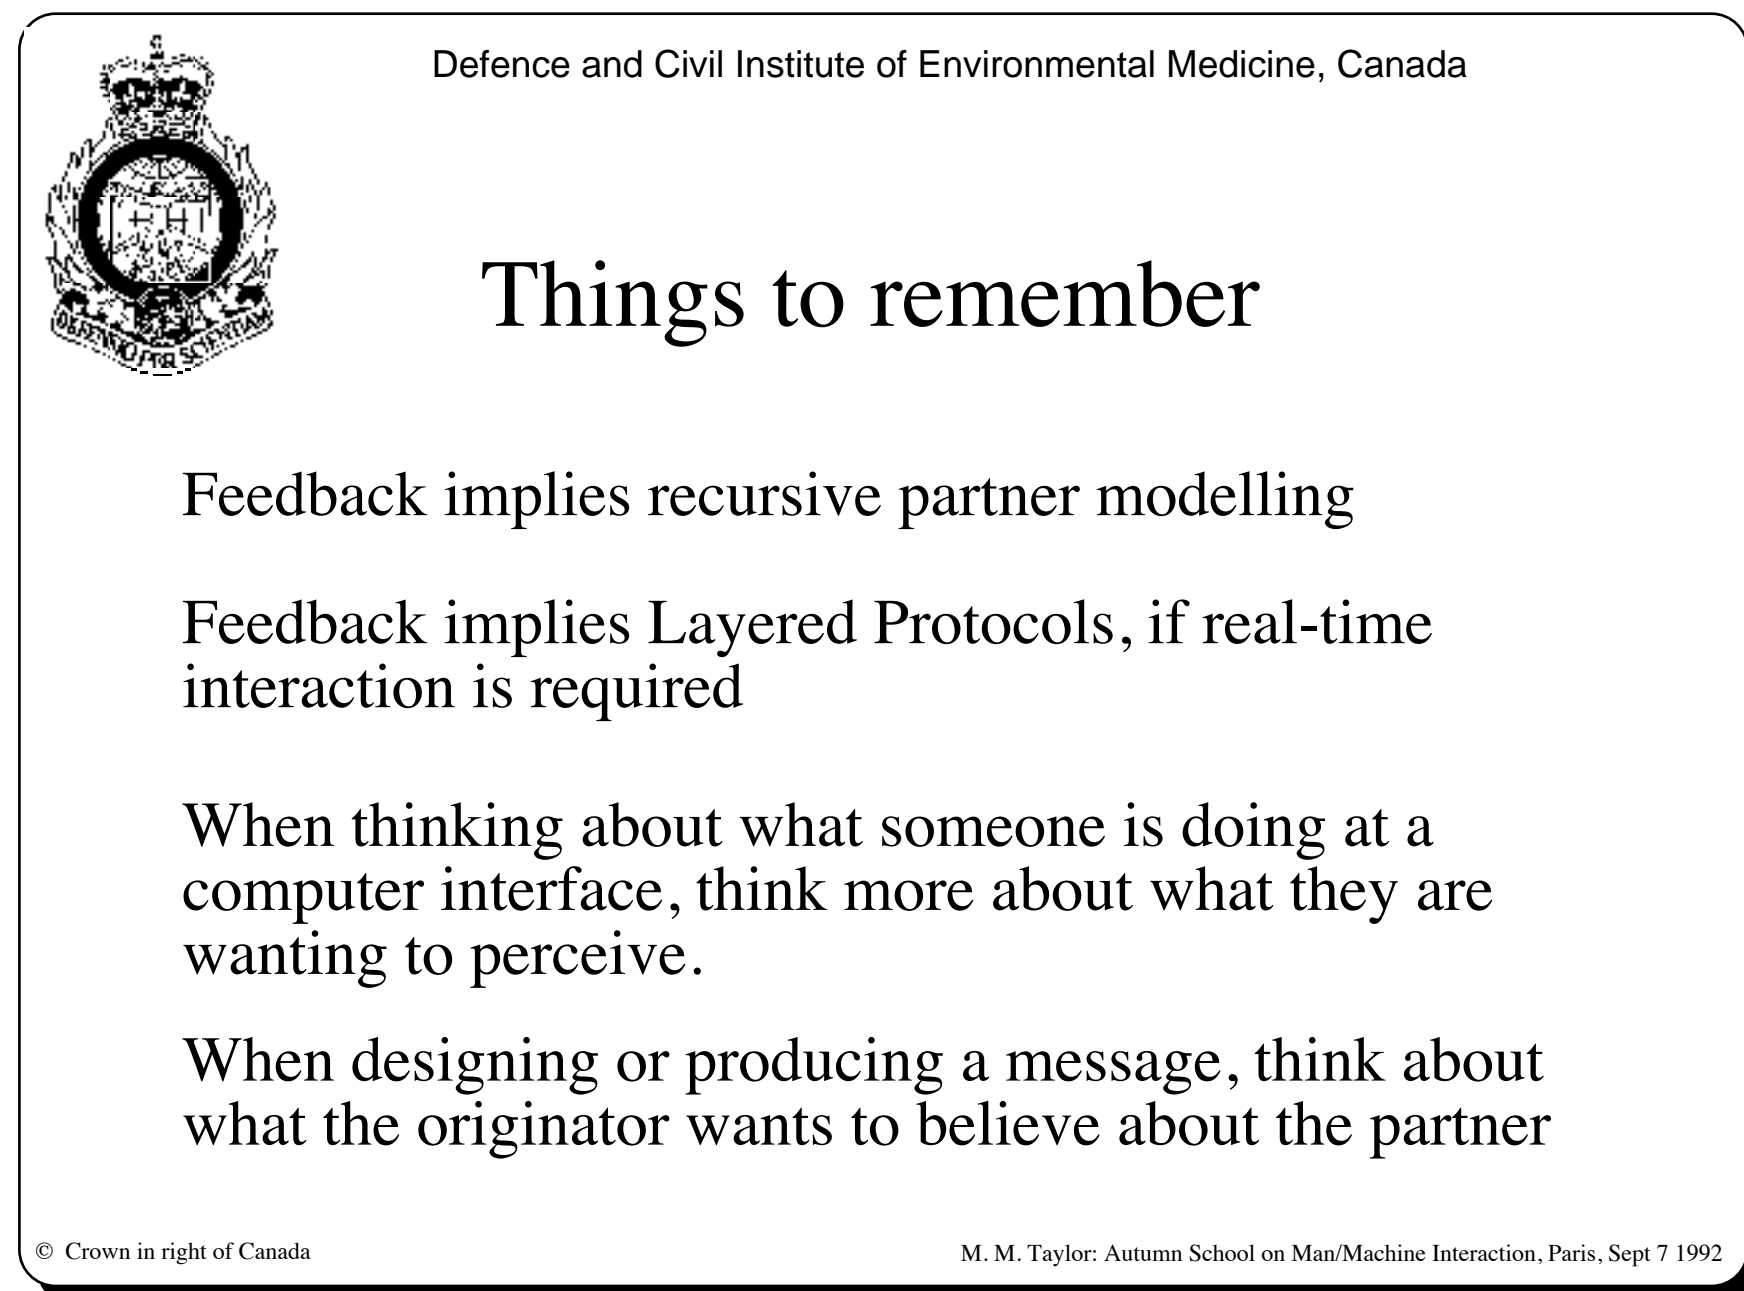 Defence and Civil Institute of Environmental Medicine, Canada
DEFENSIO PER SCIENTIAM
Things to remember
Feedback implies recursive partner modelling
Feedback implies Layered Protocols, if real-time
interaction is required
When thinking about what someone is doing at a
computer interface, think more about what they are
wanting to perceive.
When designing or producing a message, think about
what the originator wants to believe about the partner
© Crown in right of Canada
M. M. Taylor: Autumn School on Man/Machine Interaction, Paris, Sept 7 1992